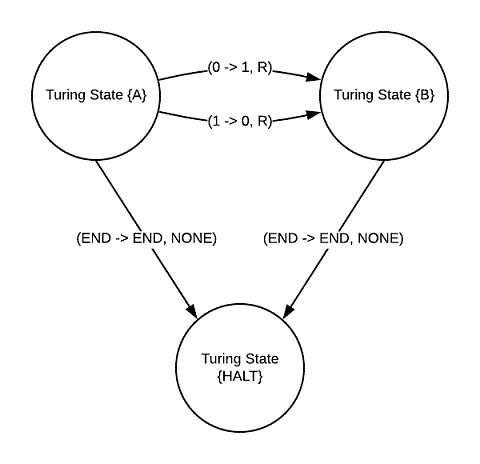 (0 -> 1, R)
Turing State {A}
Turing State {B}
(1 -> 0, R)
(END -> END, NONE)
(END -> END, NONE)
Turing State
{HALT}